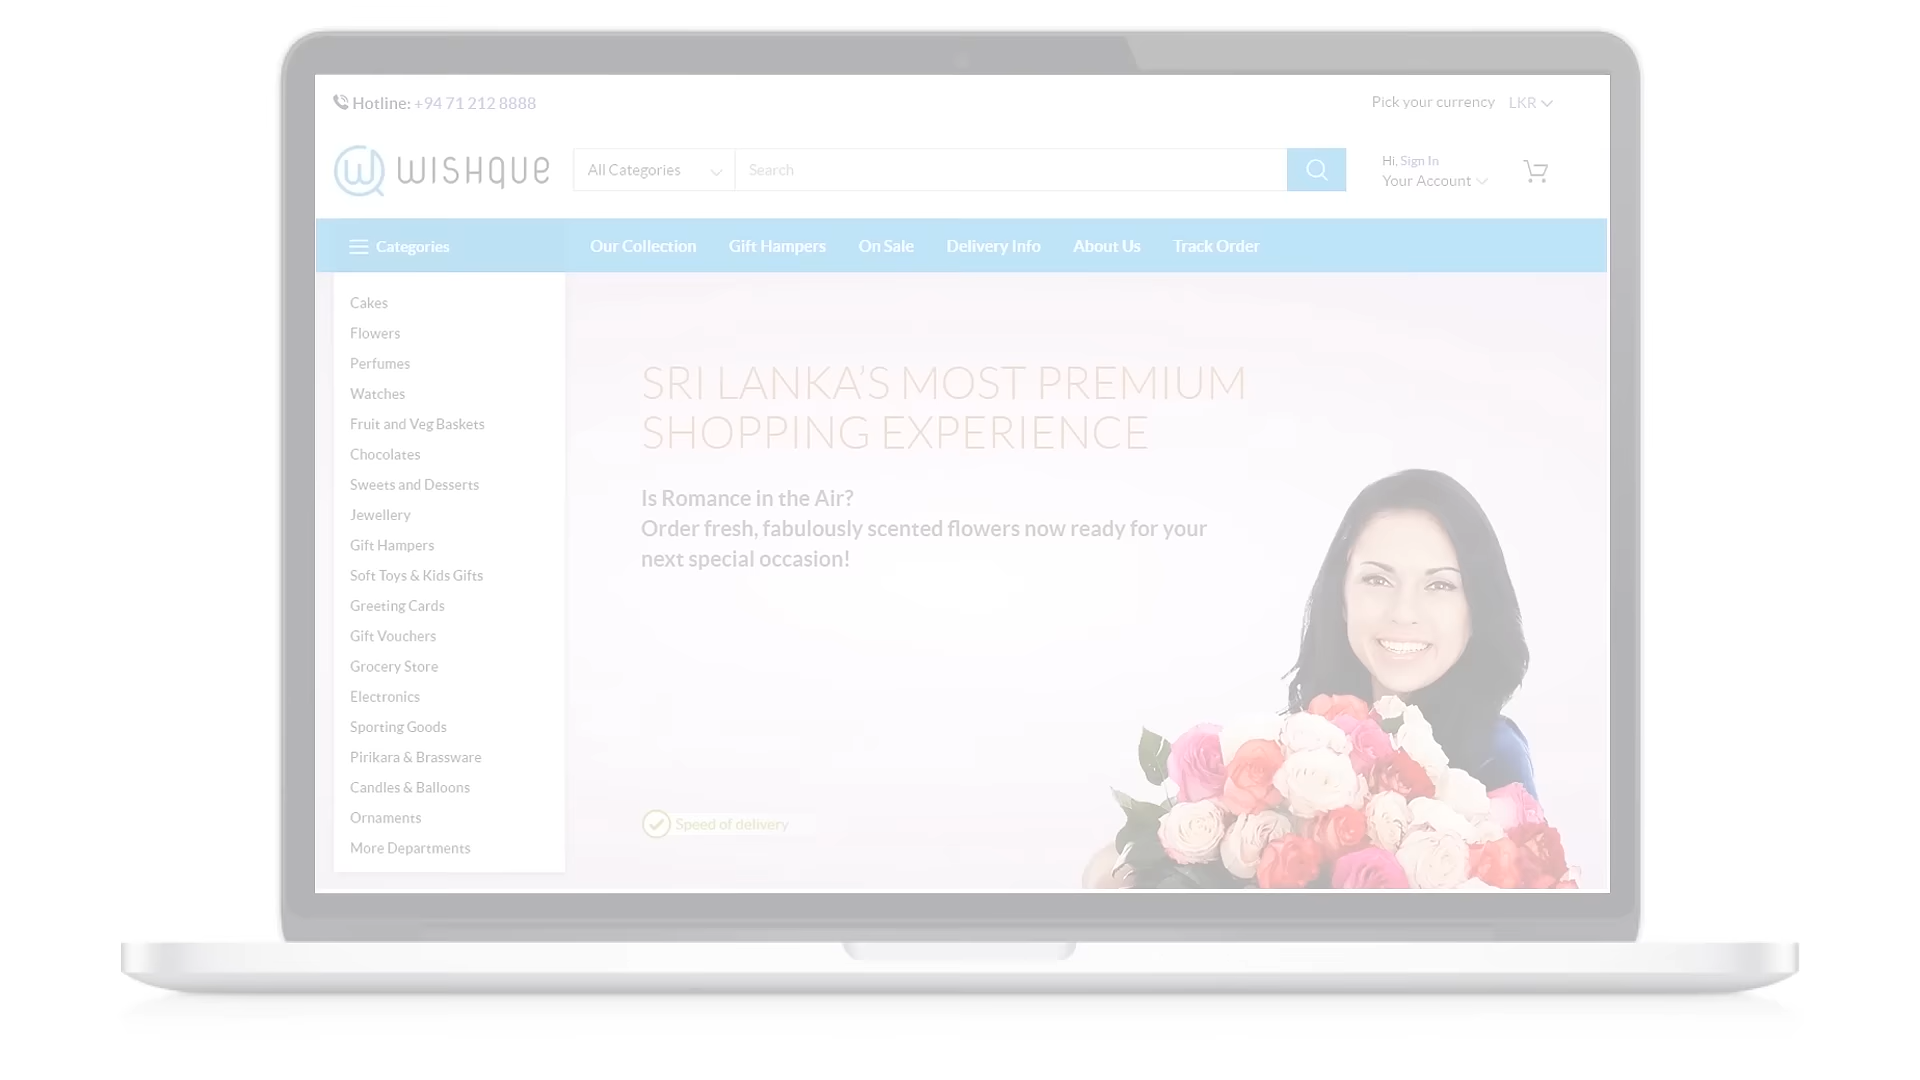 Hotline: +94 71 212 8888
Pick your currency LKR
WISHQUE
All Categories
Search
Hi, Sign In
Your Account
Categories
Our Collection
Gift Hampers
On Sale
Delivery Info
About Us
Track Order
Cakes
Flowers
Perfumes
Watches
Fruit and Veg Baskets
Chocolates
Sweets and Desserts
Jewellery
Gift Hampers
Soft Toys & Kids Gifts
Greeting Cards
Gift Vouchers
Grocery Store
Electronics
Sporting Goods
Pirikara & Brassware
Candles & Balloons
Ornaments
More Departments
SRI LANKA'S MOST PREMIUM
SHOPPING EXPERIENCE
Is Romance in the Air?
Order fresh, fabulously scented flowers now ready for your
next special occasion!
Speed of delivery